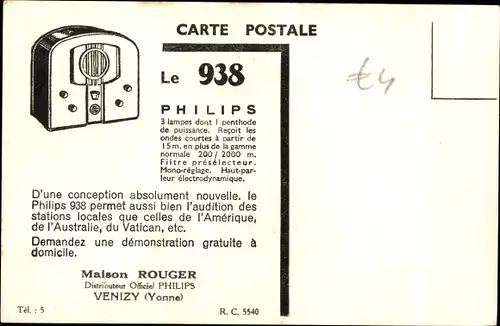 CARTE POSTALE
Le 938
PHILIPS
3 lampes dont 1 penthode
de puissance. Reçoit les
ondes courtes à partir de
15 m. en plus de la gamme
normale 200/2000 m.
Filtre présélecteur.
Mono-réglage. Haut-par-
leur électrodynamique.
D'une conception absolument nouvelle. le
Philips 938 permet aussi bien l'audition des
stations locales que celles de l'Amérique,
de l'Australie, du Vatican, etc.
Demandez une démonstration gratuite à
domicile.
Maison ROUGER
Distributeur Officiel PHILIPS
VENIZY (Yonne)
Tél. : 5
R. C. 5540
€4